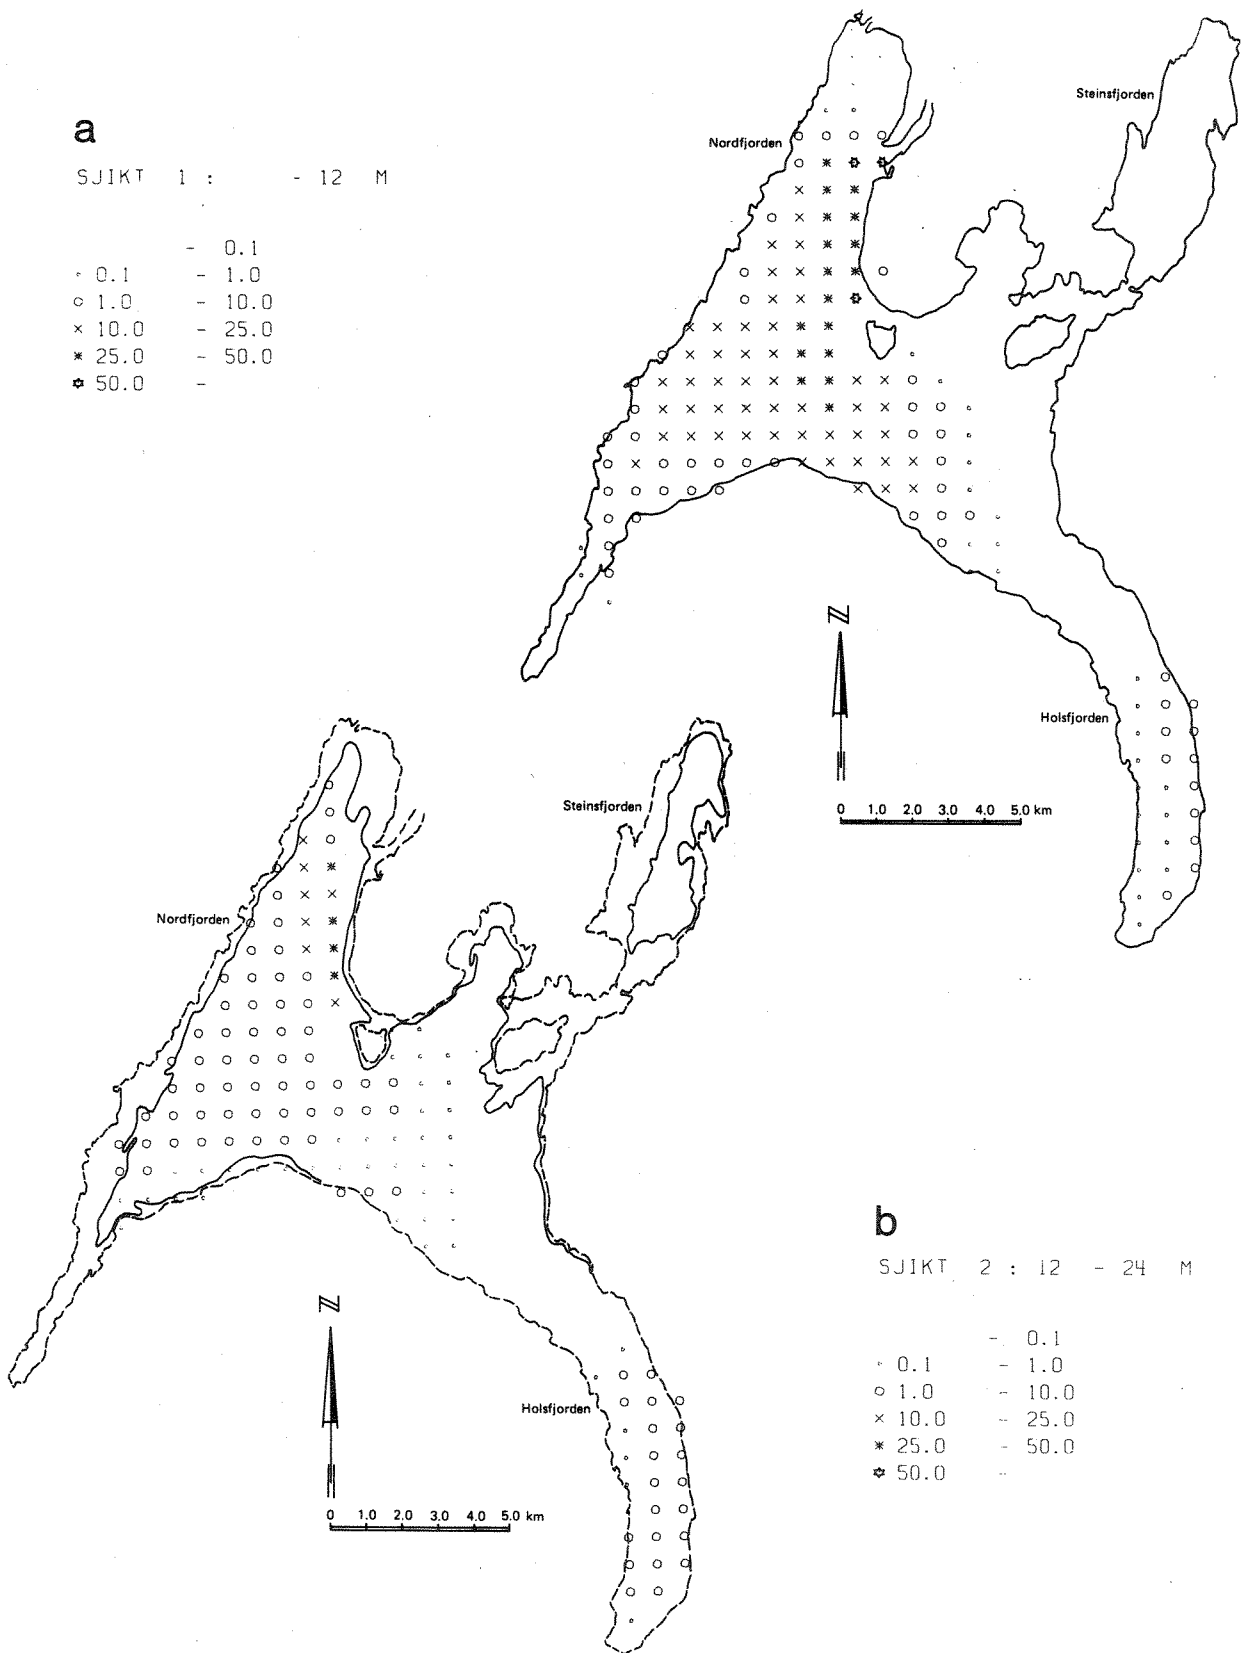 a
SJIKT 1 : - 12 M
- 0.1
0.1 - 1.0
1.0 - 10.0
10.0 - 25.0
25.0 - 50.0
50.0 -
Nordfjorden
Steinsfjorden
Holsfjorden
N
0 1.0 2.0 3.0 4.0 5.0 km
Nordfjorden
Steinsfjorden
Holsfjorden
N
0 1.0 2.0 3.0 4.0 5.0 km
b
SJIKT 2 : 12 - 24 M
- 0.1
0.1 - 1.0
1.0 - 10.0
10.0 - 25.0
25.0 - 50.0
50.0 -